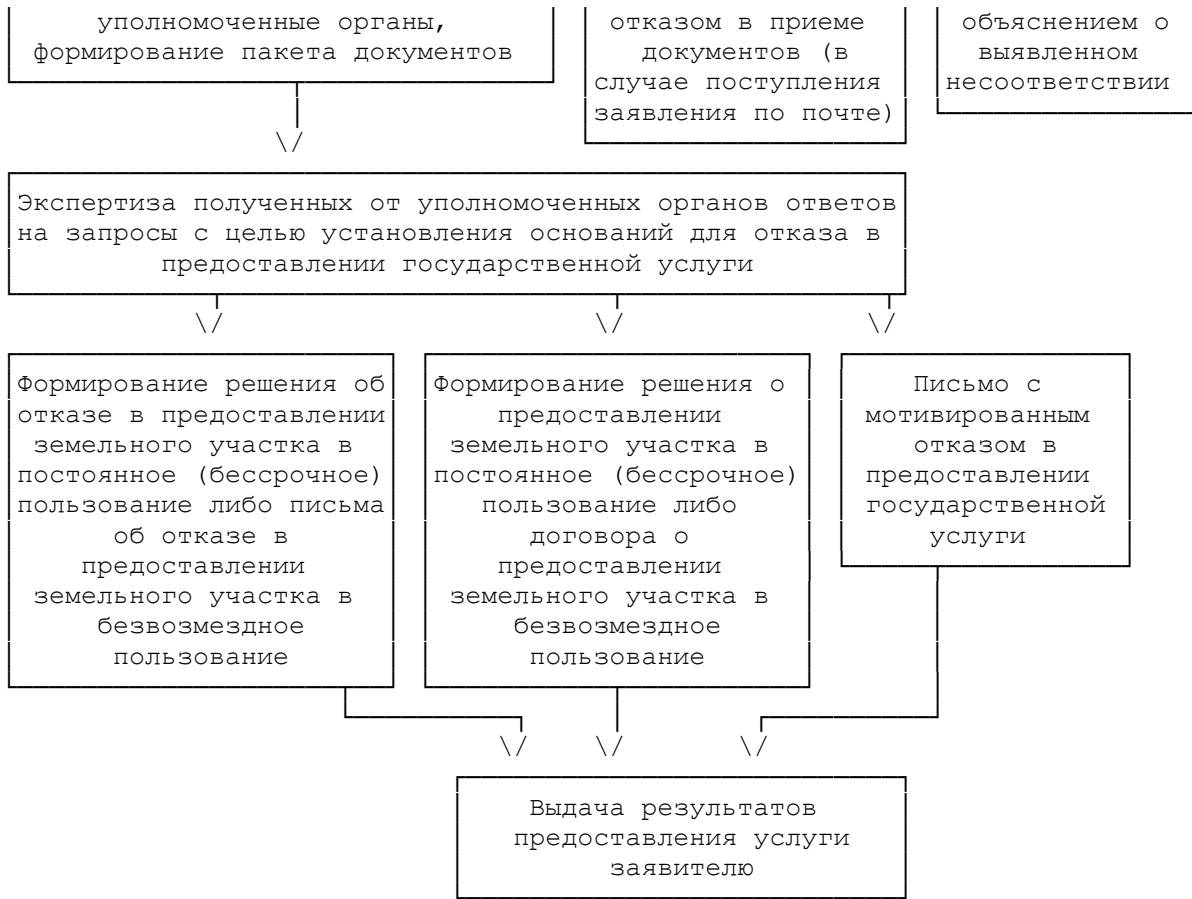 уполномоченные органы,
формирование пакета документов
отказом в приеме
документов (в
случае поступления
заявления по почте)
объяснением о
выявленном
несоответствии
Экспертиза полученных от уполномоченных органов ответов
на запросы с целью установления оснований для отказа в
предоставлении государственной услуги
Формирование решения об
отказе в предоставлении
земельного участка в
постоянное (бессрочное)
пользование либо письма
об отказе в
предоставлении
земельного участка в
безвозмездное
пользование
Формирование решения о
предоставлении
земельного участка в
постоянное (бессрочное)
пользование либо
договора о
предоставлении
земельного участка в
безвозмездное
пользование
Письмо с
мотивированным
отказом в
предоставлении
государственной
услуги
Выдача результатов
предоставления услуги
заявителю